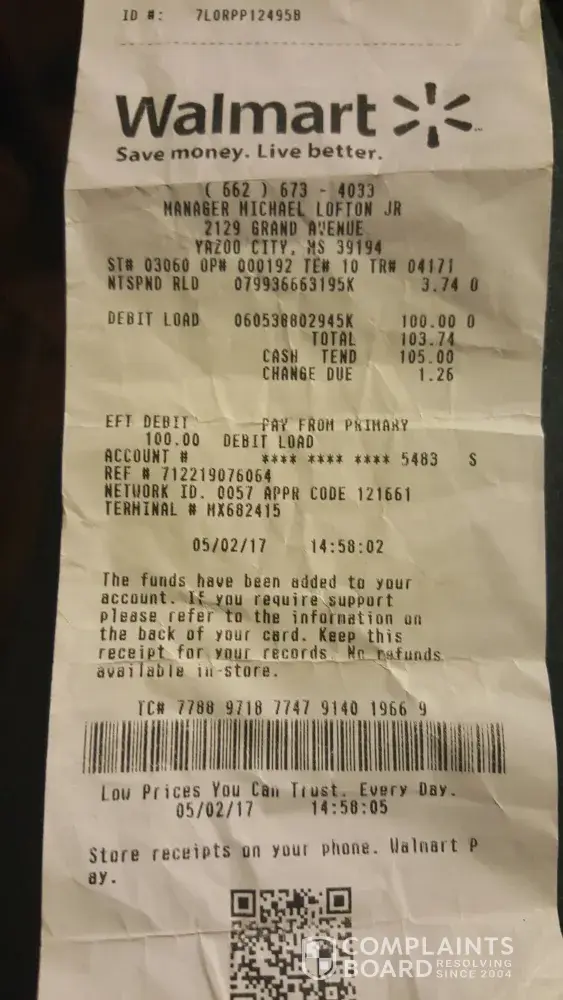 ID #: 7LORPP12495B
Walmart
Save money. Live better.
( 662 ) 673 - 4033
MANAGER MICHAEL LOFTON JR
2129 GRAND AVENUE
YAZOO CITY, MS 39194
ST# 03060 OP# 000192 TE# 10 TR# 04171
NTSPND RLD 079936663195K 3.74 O
DEBIT LOAD 060538802945K 100.00 O
TOTAL 103.74
CASH TEND 105.00
CHANGE DUE 1.26
EFT DEBIT PAY FROM PRIMARY
100.00 DEBIT LOAD
ACCOUNT # **** **** **** 5483 S
REF # 712219076064
NETWORK ID. 0057 APPR CODE 121661
TERMINAL # MX682415
05/02/17 14:58:02
The funds have been added to your
account. If you require support
please refer to the information on
the back of your card. Keep this
receipt for your records. No refunds
available in-store.
TC# 7788 9718 7747 9140 1966 9
Low Prices You Can Trust. Every Day.
05/02/17 14:58:05
Store receipts on your phone. Walmart P
ay.
COMPLAINTS
BOARD RESOLVING
SINCE 2004